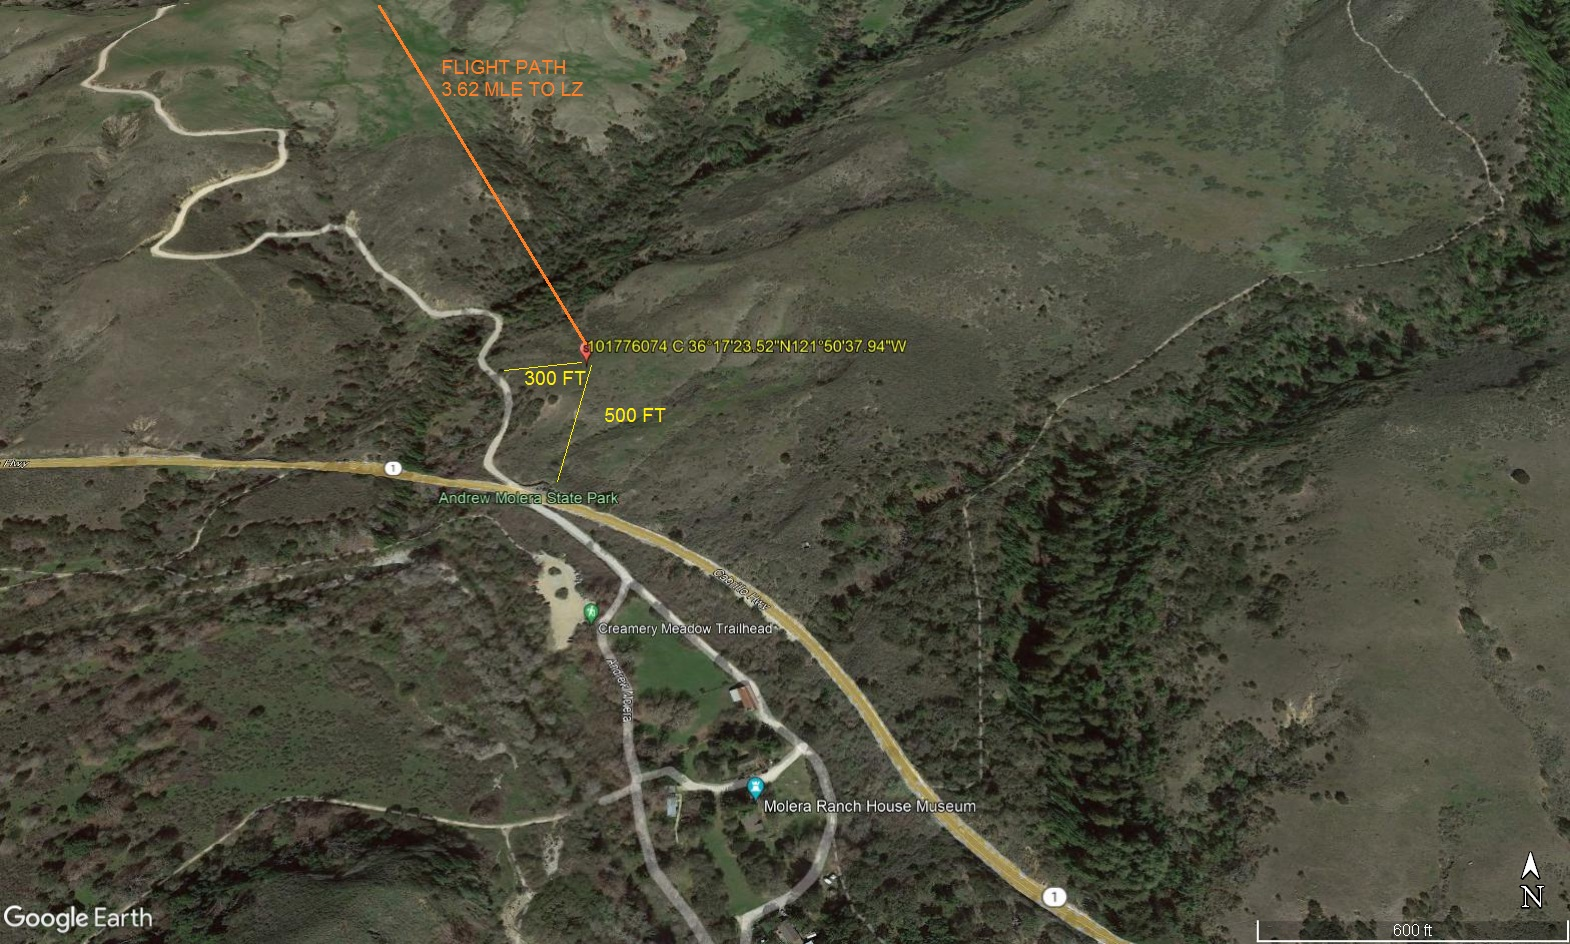 FLIGHT PATH
3.62 MLE TO LZ
101776074 C 36°17'23.52"N121°50'37.94"W
300 FT
500 FT
Hwy
1
Andrew Molera State Park
Cabrillo Hwy
Creamery Meadow Trailhead
Andrew Molera
Molera Ranch House Museum
1
N
Google Earth
600 ft